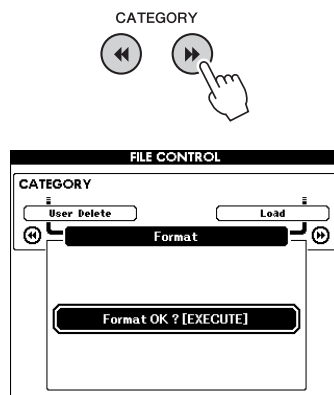 CATEGORY
FILE CONTROL
CATEGORY
User Delete
Load
Format
Format OK ? [EXECUTE]